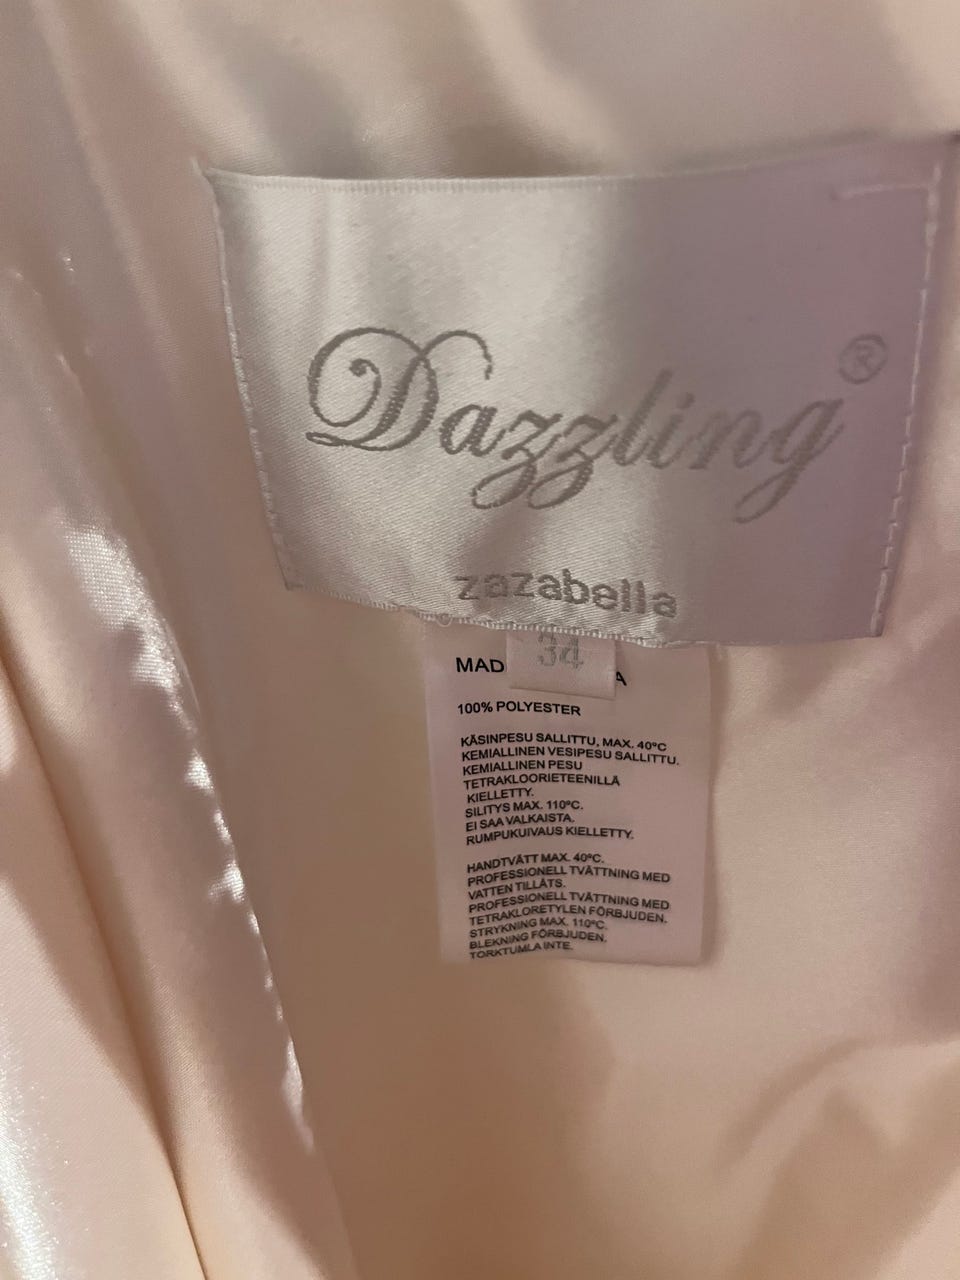 Dazzling®
zazabella
34
MAD A
100% POLYESTER
KÄSINPESU SALLITTU, MAX. 40ºC
KEMIALLINEN VESIPESU SALLITTU.
KEMIALLINEN PESU
TETRAKLOORIETEENILLÄ
KIELLETTY.
SILITYS MAX. 110ºC.
EI SAA VALKAISTA.
RUMPUKUIVAUS KIELLETTY.
HANDTVÄTT MAX. 40ºC.
PROFESSIONELL TVÄTTNING MED
VATTEN TILLÅTS.
PROFESSIONELL TVÄTTNING MED
TETRAKLORETYLEN FÖRBJUDEN.
STRYKNING MAX. 110ºC.
BLEKNING FÖRBJUDEN.
TORKTUMLA INTE.